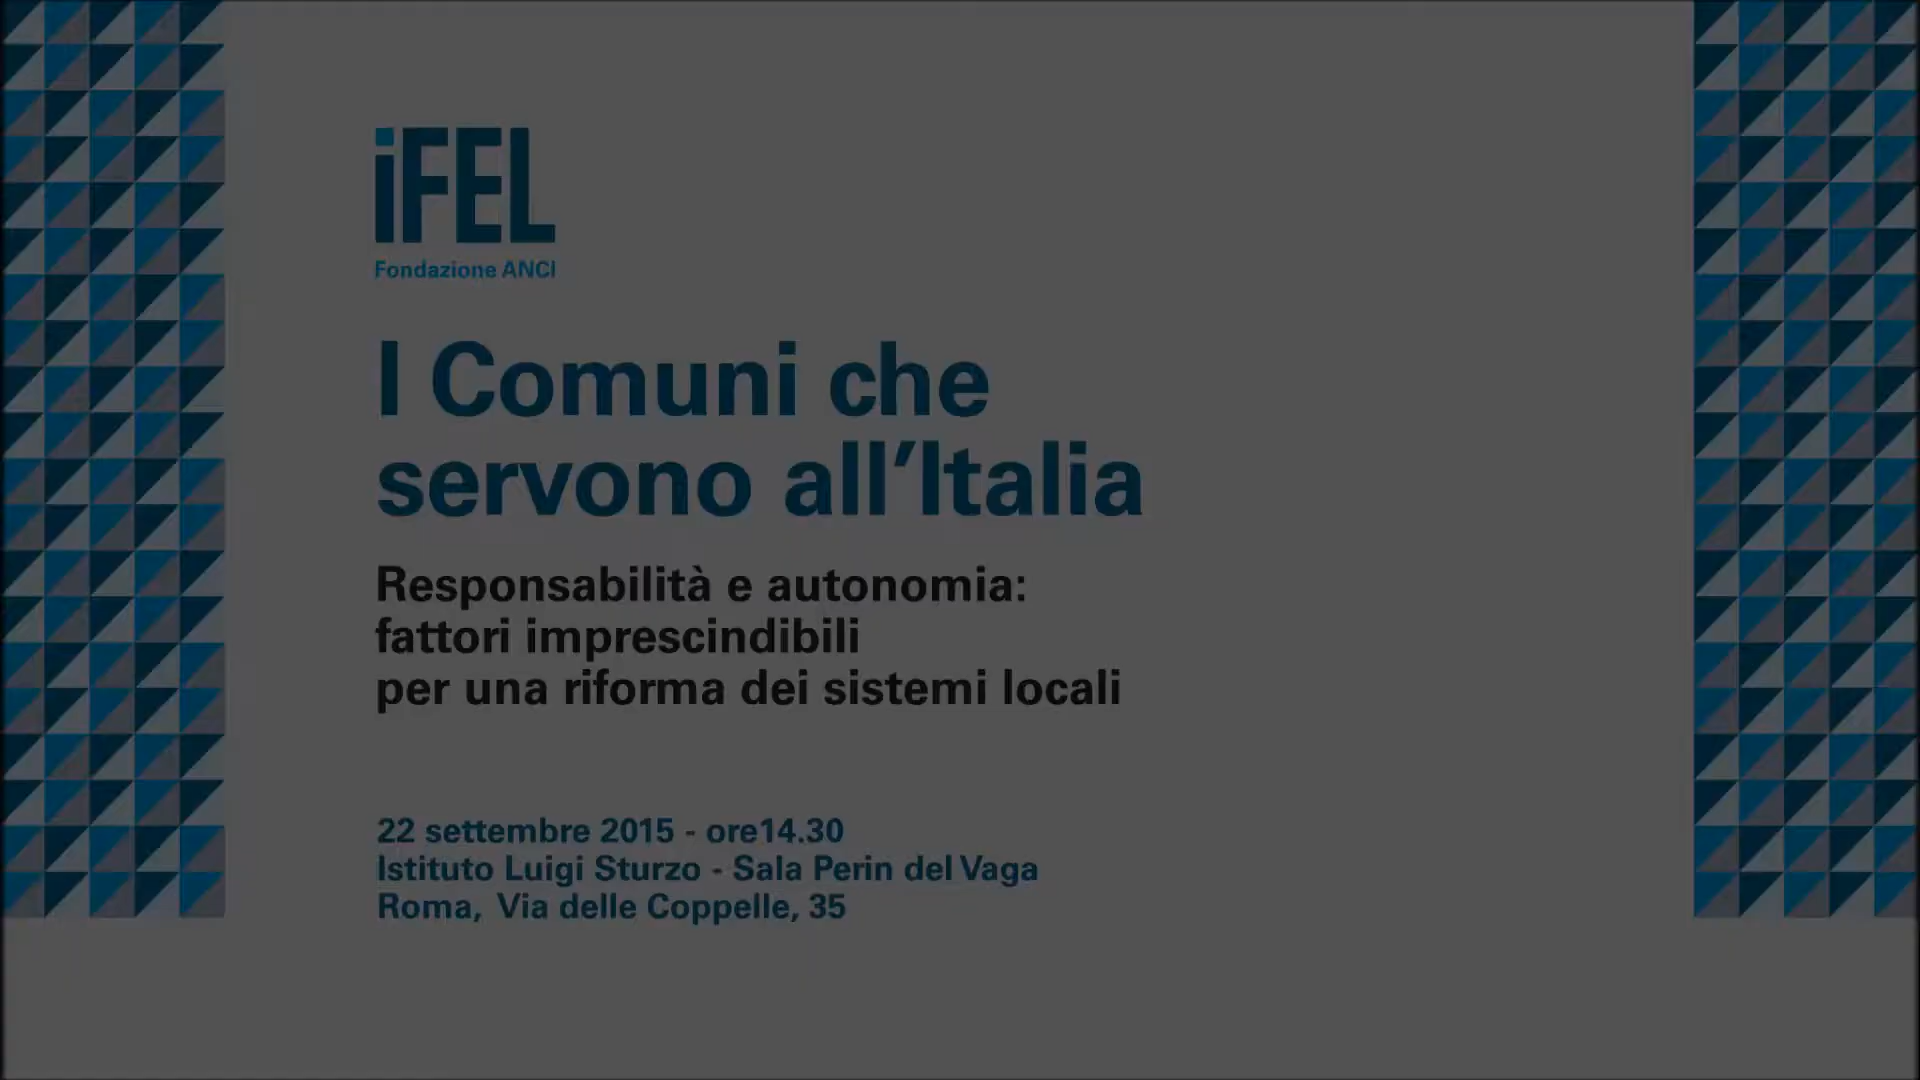 iFEL
Fondazione ANCI
I Comuni che
servono all'Italia
Responsabilità e autonomia:
fattori imprescindibili
per una riforma dei sistemi locali
22 settembre 2015 - ore14.30
Istituto Luigi Sturzo - Sala Perin del Vaga
Roma, Via delle Coppelle, 35